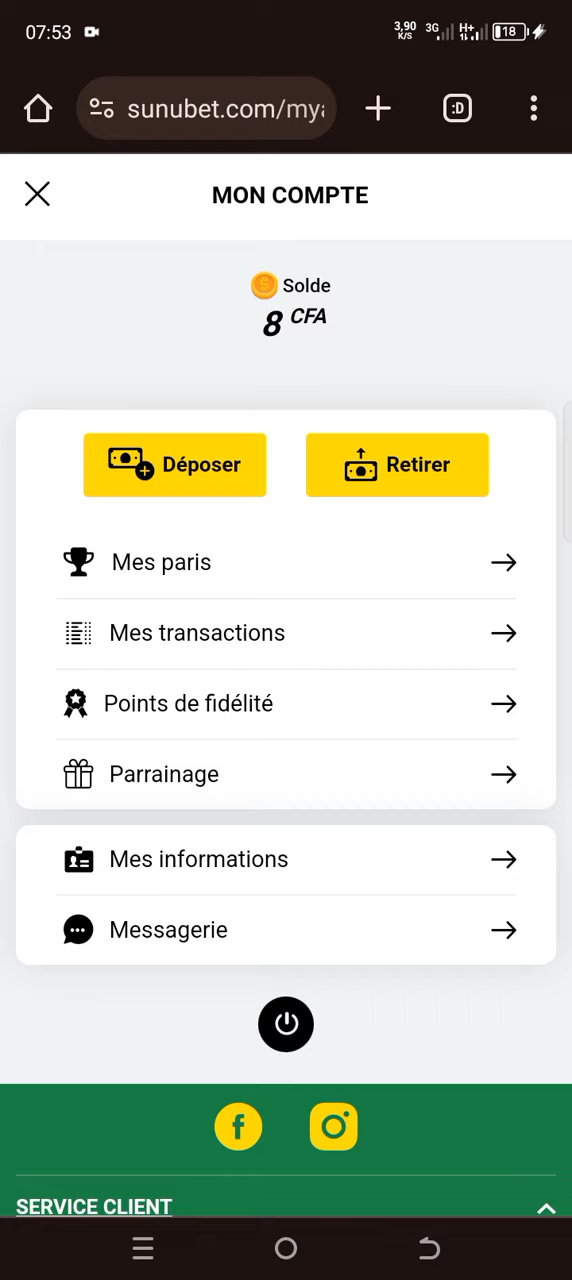 07:53
3,90 K/S 3G H+ 18
sunubet.com/mya
:D
MON COMPTE
Solde
8 CFA
Déposer
Retirer
Mes paris
Mes transactions
Points de fidélité
Parrainage
Mes informations
Messagerie
SERVICE CLIENT